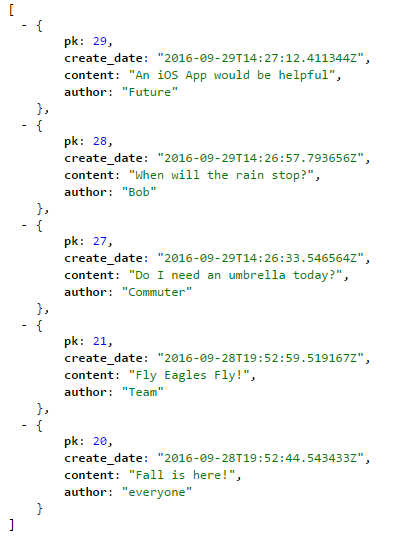 [
- {
pk: 29,
create_date: "2016-09-29T14:27:12.411344Z",
content: "An iOS App would be helpful",
author: "Future"
},
- {
pk: 28,
create_date: "2016-09-29T14:26:57.793656Z",
content: "When will the rain stop?",
author: "Bob"
},
- {
pk: 27,
create_date: "2016-09-29T14:26:33.546564Z",
content: "Do I need an umbrella today?",
author: "Commuter"
},
- {
pk: 21,
create_date: "2016-09-28T19:52:59.519167Z",
content: "Fly Eagles Fly!",
author: "Team"
},
- {
pk: 20,
create_date: "2016-09-28T19:52:44.543433Z",
content: "Fall is here!",
author: "everyone"
}
]